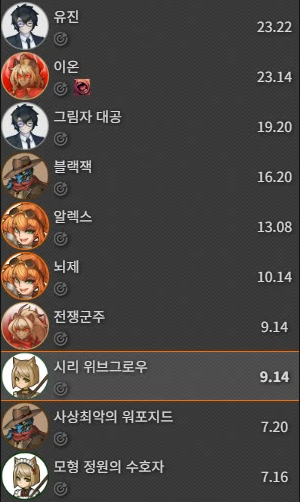 유진
23.22
이온
23.14
그림자 대공
19.20
블랙잭
16.20
알렉스
13.08
뇌제
10.14
전쟁군주
9.14
시리 위브그로우
9.14
사상최악의 워포지드
7.20
모형 정원의 수호자
7.16